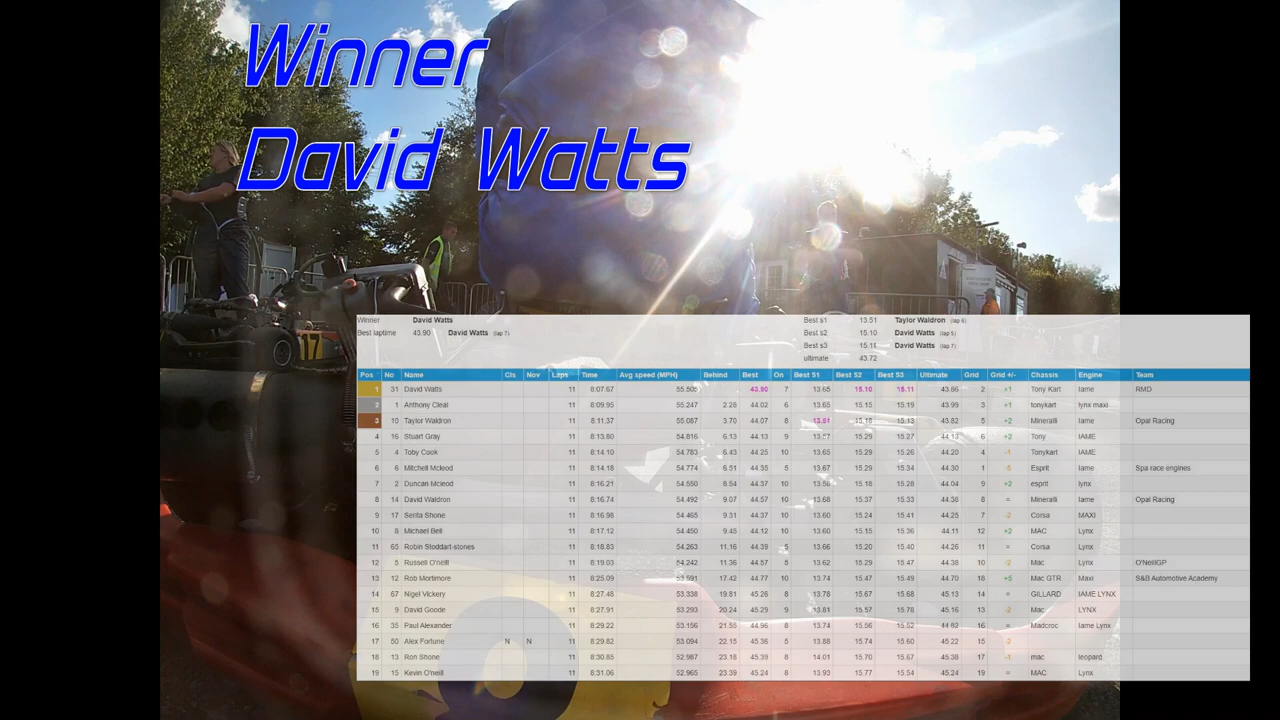 Winner
David Watts
Winner David Watts
Best laptime 43.90 David Watts (lap 7)
Best s1 13.51 Taylor Waldron (lap 6)
Best s2 15.10 David Watts (lap 5)
Best s3 15.11 David Watts (lap 7)
ultimate 43.72
17
Pos No Name Cls Nov Laps Time Avg speed (MPH) Behind Best On Best S1 Best S2 Best S3 Ultimate Grid Grid +/- Chassis Engine Team
1 31 David Watts 11 8:07.67 55.505 43.90 7 13.65 15.10 15.11 43.86 2 +1 Tony Kart Iame RMD
2 1 Anthony Cleal 11 8:09.95 55.247 2.28 44.02 6 13.65 15.15 15.19 43.99 3 +1 tonykart lynx maxi
3 10 Taylor Waldron 11 8:11.37 55.087 3.70 44.07 8 13.51 15.18 15.13 43.82 5 +2 Mineralli Iame Opal Racing
4 16 Stuart Gray 11 8:13.80 54.816 6.13 44.13 9 13.57 15.29 15.27 44.13 6 +2 Tony IAME
5 4 Toby Cook 11 8:14.10 54.783 6.43 44.25 10 13.65 15.29 15.26 44.20 4 -1 Tonykart IAME
6 6 Mitchell Mcleod 11 8:14.18 54.774 6.51 44.35 5 13.67 15.29 15.34 44.30 1 -5 Esprit Iame Spa race engines
7 2 Duncan Mcleod 11 8:16.21 54.550 8.54 44.37 10 13.58 15.18 15.28 44.04 9 +2 esprit lynx
8 14 David Waldron 11 8:16.74 54.492 9.07 44.57 10 13.68 15.37 15.33 44.38 8 = Mineralli Iame Opal Racing
9 17 Serita Shone 11 8:16.98 54.465 9.31 44.37 10 13.60 15.24 15.41 44.25 7 -2 Corsa MAXI
10 8 Michael Bell 11 8:17.12 54.450 9.45 44.12 10 13.60 15.15 15.36 44.11 12 +2 MAC Lynx
11 65 Robin Stoddart-stones 11 8:18.83 54.263 11.16 44.39 5 13.66 15.20 15.40 44.26 11 = Corsa Lynx
12 5 Russell O'neill 11 8:19.03 54.242 11.36 44.57 5 13.62 15.29 15.47 44.38 10 -2 Mac Lynx O'NeillGP
13 12 Rob Mortimore 11 8:25.09 53.591 17.42 44.77 10 13.74 15.47 15.49 44.70 18 +5 Mac GTR Maxi S&B Automotive Academy
14 67 Nigel Vickery 11 8:27.48 53.338 19.81 45.26 8 13.78 15.67 15.68 45.13 14 = GILLARD IAME LYNX
15 9 David Goode 11 8:27.91 53.293 20.24 45.29 9 13.81 15.57 15.78 45.16 13 -2 Mac LYNX
16 35 Paul Alexander 11 8:29.22 53.156 21.55 44.96 8 13.74 15.56 15.52 44.82 16 = Madcroc Iame Lynx
17 50 Alex Fortune N N 11 8:29.82 53.094 22.15 45.36 5 13.88 15.74 15.60 45.22 15 -2
18 13 Ron Shone 11 8:30.85 52.987 23.18 45.39 8 14.01 15.70 15.67 45.38 17 -1 mac leopard
19 15 Kevin O'neill 11 8:31.06 52.965 23.39 45.24 8 13.93 15.77 15.54 45.24 19 = MAC Lynx